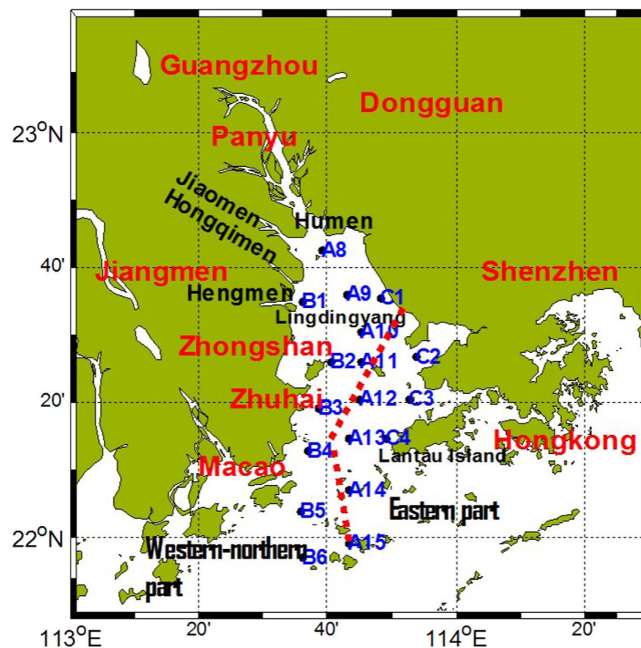 Guangzhou
Dongguan
23°N
Panyu
Jiaomen
Hongqimen
Humen
A8
40'
Jiangmen
Shenzhen
Hengmen
B1
A9
C1
Lingdingyang
A10
Zhongshan
B2
A11
C2
20'
Zhuhai
B3
A12
C3
B4
A13
C4
Hongkong
Macao
Lantau Island
A14
B5
Eastern part
22°N
Western-northern
part
A15
B6
113°E
20'
40'
114°E
20'